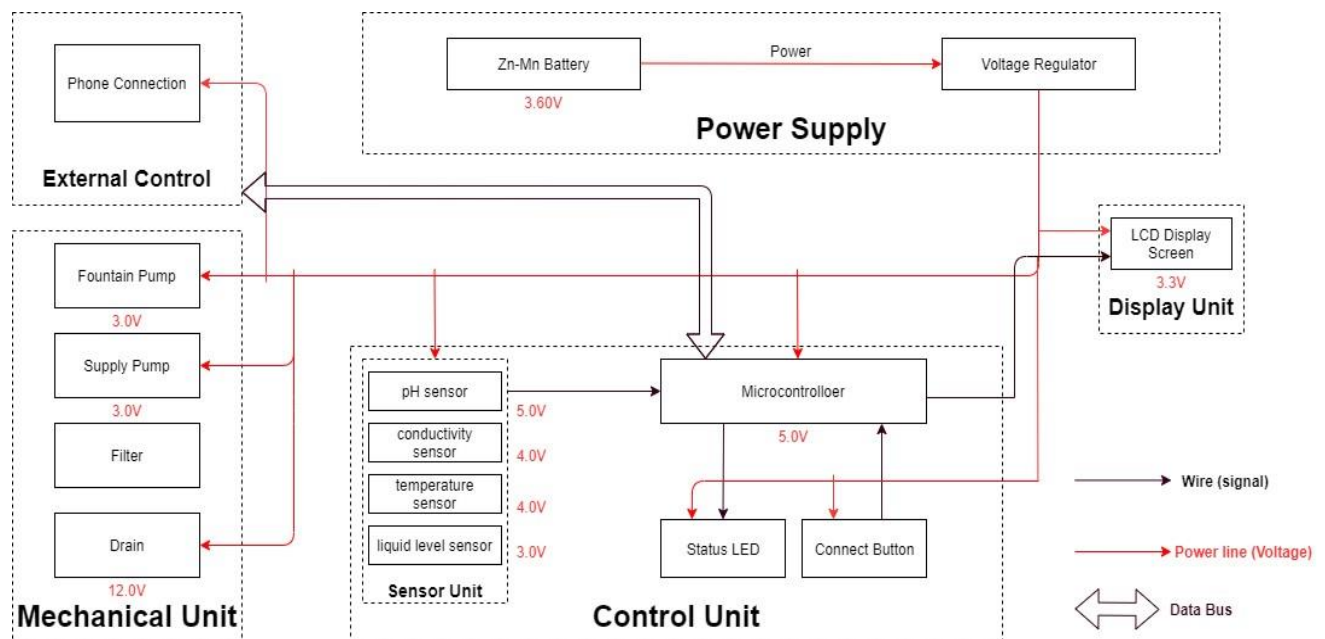 Phone Connection
External Control
Zn-Mn Battery
3.60V
Power
Voltage Regulator
Power Supply
LCD Display
Screen
3.3V
Display Unit
Fountain Pump
3.0V
Supply Pump
3.0V
Filter
Drain
12.0V
Mechanical Unit
pH sensor
5.0V
conductivity
sensor
4.0V
temperature
sensor
4.0V
liquid level sensor
3.0V
Sensor Unit
Microcontrolloer
5.0V
Status LED
Connect Button
Control Unit
Wire (signal)
Power line (Voltage)
Data Bus